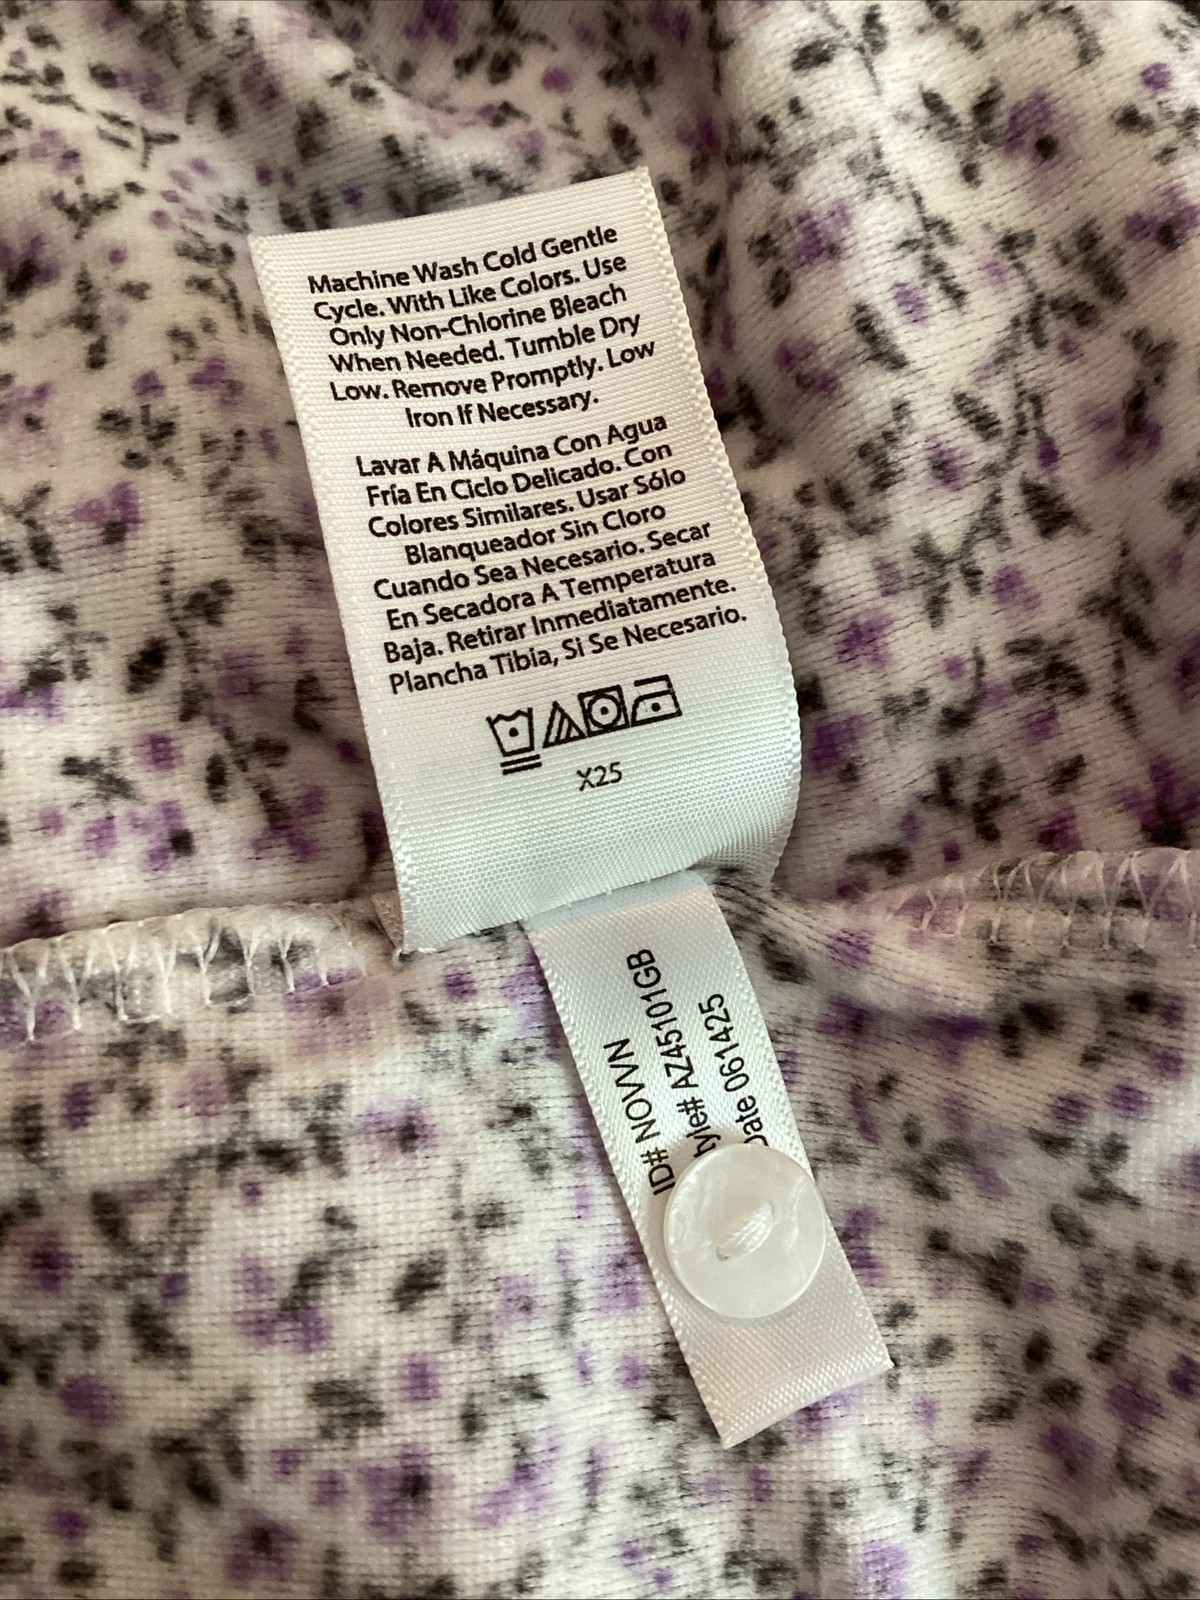 Machine Wash Cold Gentle
Cycle. With Like Colors. Use
Only Non-Chlorine Bleach
When Needed. Tumble Dry
Low. Remove Promptly. Low
Iron If Necessary.
Lavar A Máquina Con Agua
Fría En Ciclo Delicado. Con
Colores Similares. Usar Sólo
Blanqueador Sin Cloro
Cuando Sea Necesario. Secar
En Secadora A Temperatura
Baja. Retirar Inmediatamente.
Plancha Tibia, Si Se Necesario.
X25
ID# NOVVN
tyle# AZ45101GB
Date 061425